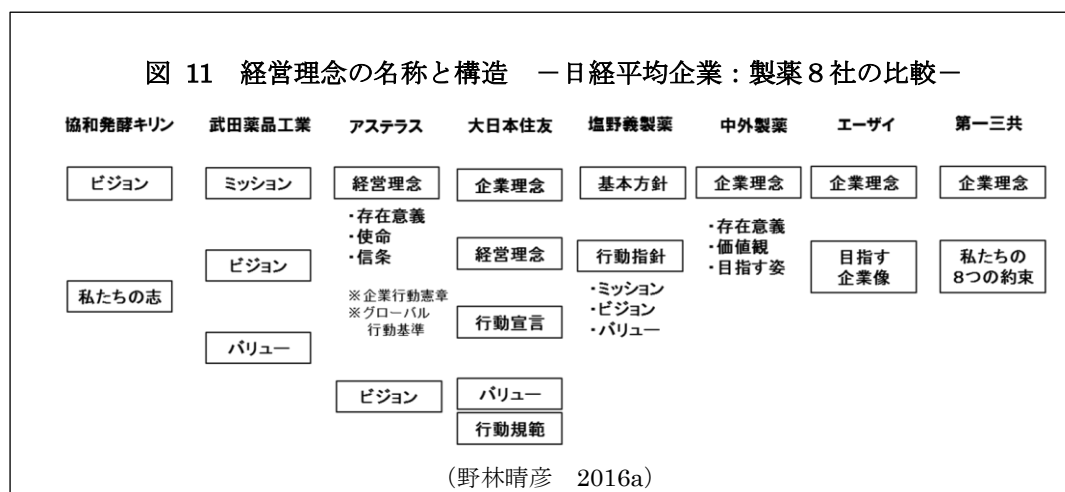 図 11 経営理念の名称と構造 －日経平均企業：製薬８社の比較－
協和発酵キリン
ビジョン
私たちの志
武田薬品工業
ミッション
ビジョン
バリュー
アステラス
経営理念
・存在意義
・使命
・信条
※企業行動憲章
※グローバル
行動基準
ビジョン
大日本住友
企業理念
経営理念
行動宣言
バリュー
行動規範
塩野義製薬
基本方針
行動指針
・ミッション
・ビジョン
・バリュー
中外製薬
企業理念
・存在意義
・価値観
・目指す姿
エーザイ
企業理念
目指す
企業像
第一三共
企業理念
私たちの
8つの約束
（野林晴彦 2016a）